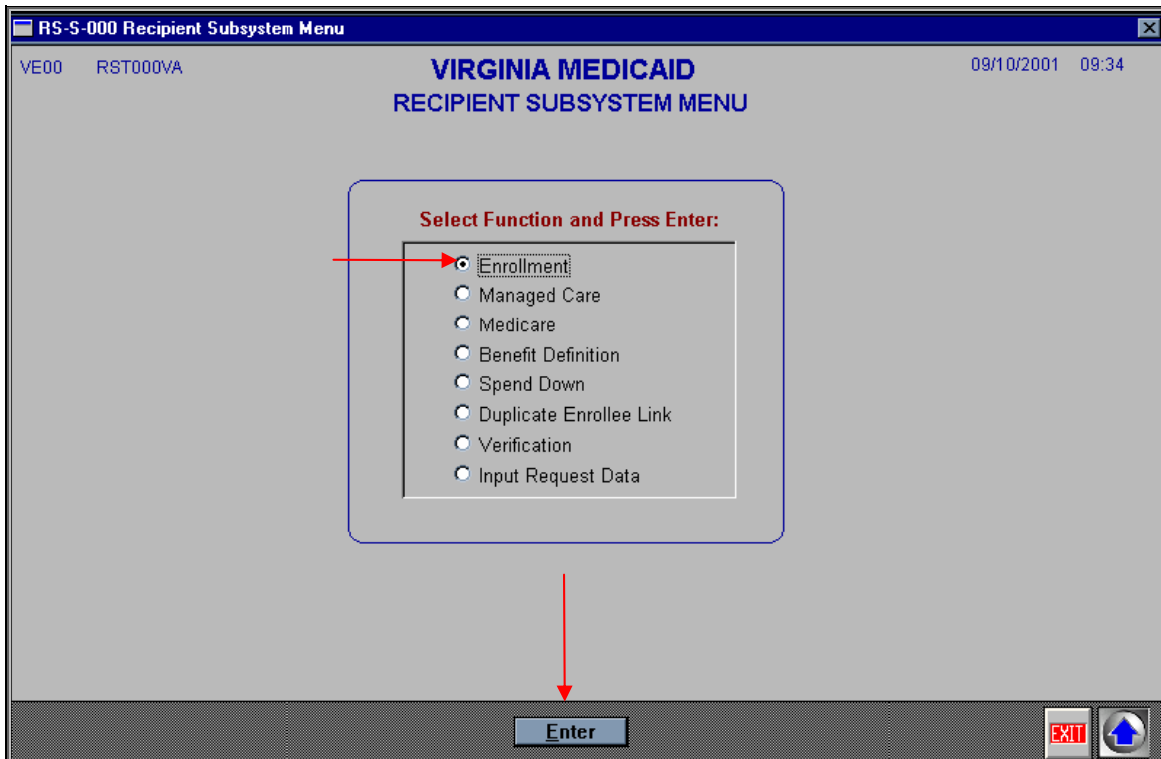 RS-S-000 Recipient Subsystem Menu
VE00 RST000VA VIRGINIA MEDICAID 09/10/2001 09:34
RECIPIENT SUBSYSTEM MENU
Select Function and Press Enter:
Enrollment
Managed Care
Medicare
Benefit Definition
Spend Down
Duplicate Enrollee Link
Verification
Input Request Data
Enter EXIT